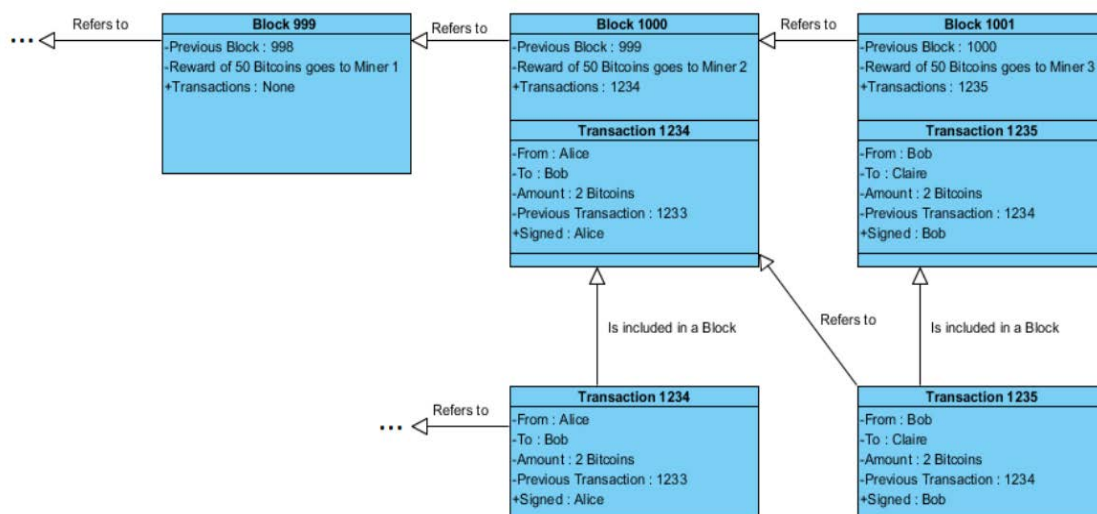 Refers to
...
Block 999
-Previous Block : 998
-Reward of 50 Bitcoins goes to Miner 1
+Transactions : None
Refers to
Block 1000
-Previous Block : 999
-Reward of 50 Bitcoins goes to Miner 2
+Transactions : 1234
Transaction 1234
-From : Alice
-To : Bob
-Amount : 2 Bitcoins
-Previous Transaction : 1233
+Signed : Alice
Refers to
Block 1001
-Previous Block : 1000
-Reward of 50 Bitcoins goes to Miner 3
+Transactions : 1235
Transaction 1235
-From : Bob
-To : Claire
-Amount : 2 Bitcoins
-Previous Transaction : 1234
+Signed : Bob
Is included in a Block
Refers to
Is included in a Block
...
Refers to
Transaction 1234
-From : Alice
-To : Bob
-Amount : 2 Bitcoins
-Previous Transaction : 1233
+Signed : Alice
Transaction 1235
-From : Bob
-To : Claire
-Amount : 2 Bitcoins
-Previous Transaction : 1234
+Signed : Bob